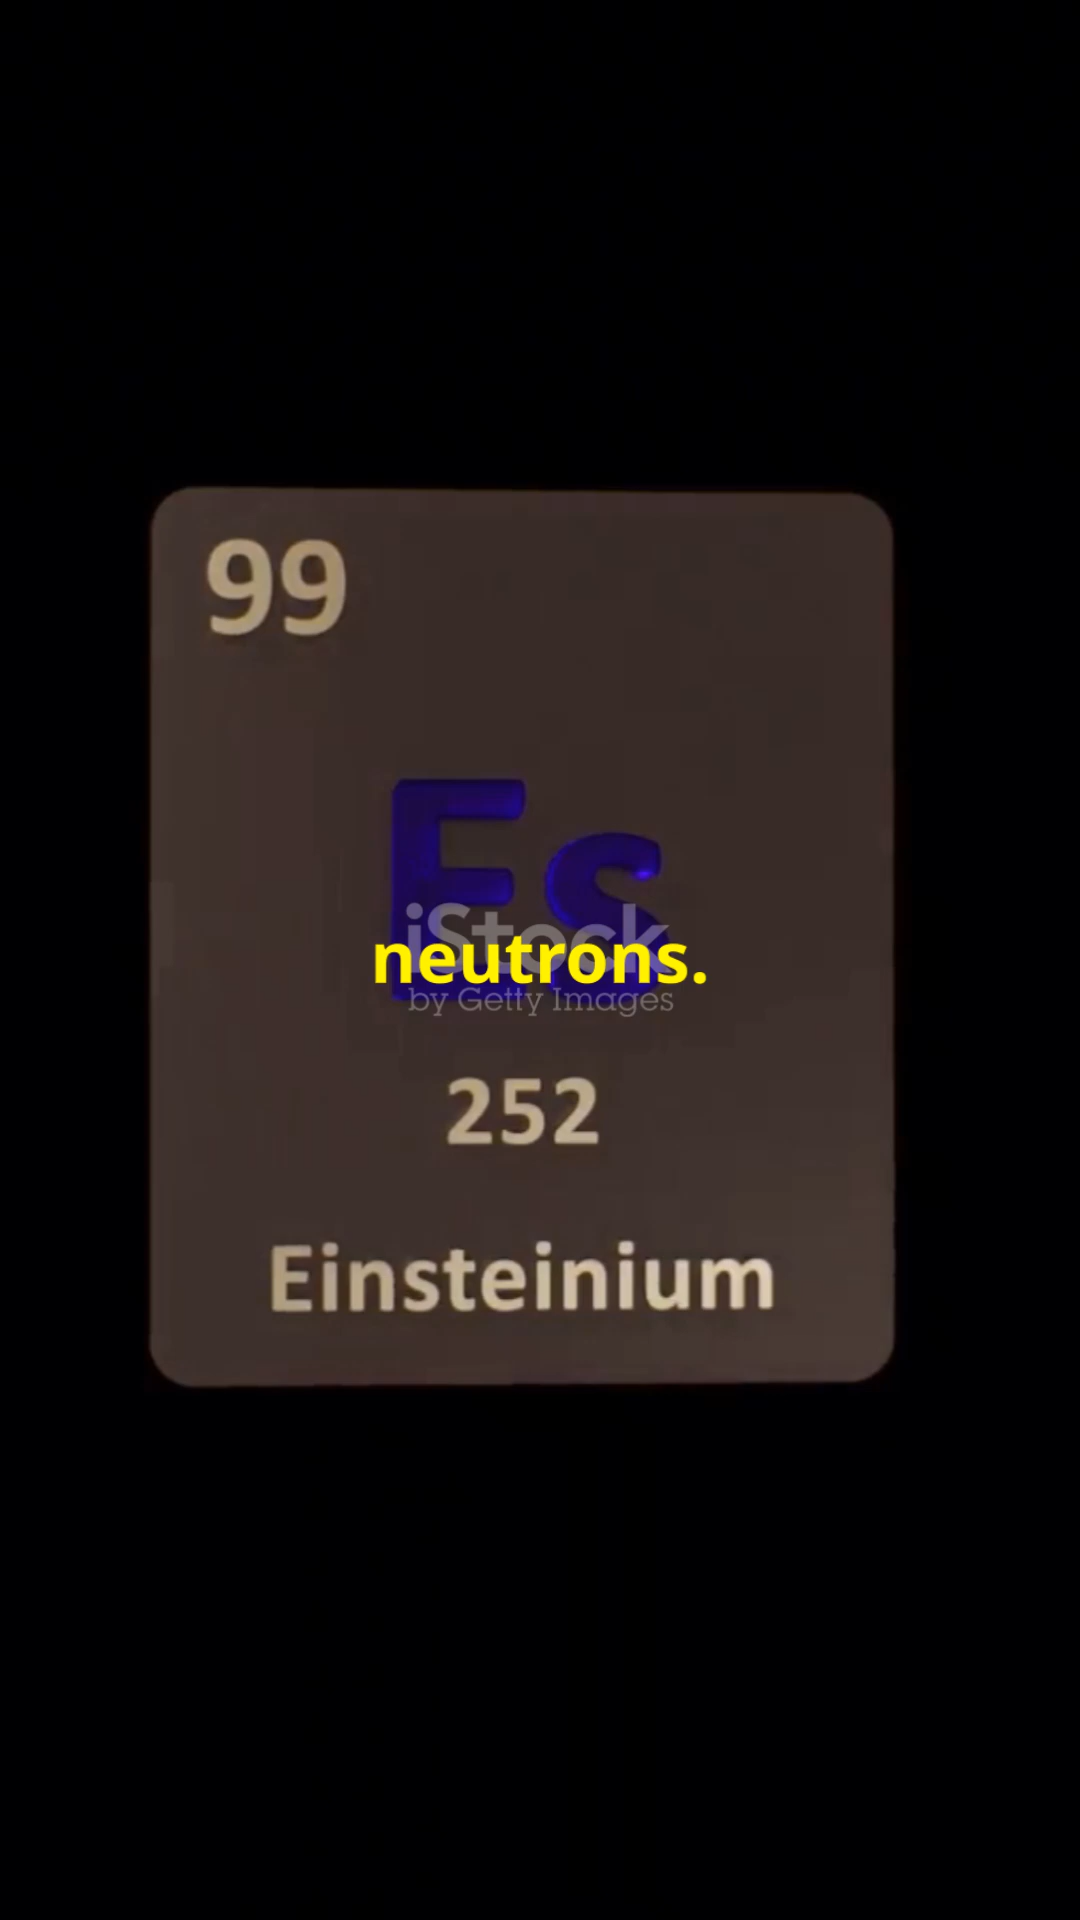 99
Es
iStock
neutrons.
by Getty Images
252
Einsteinium